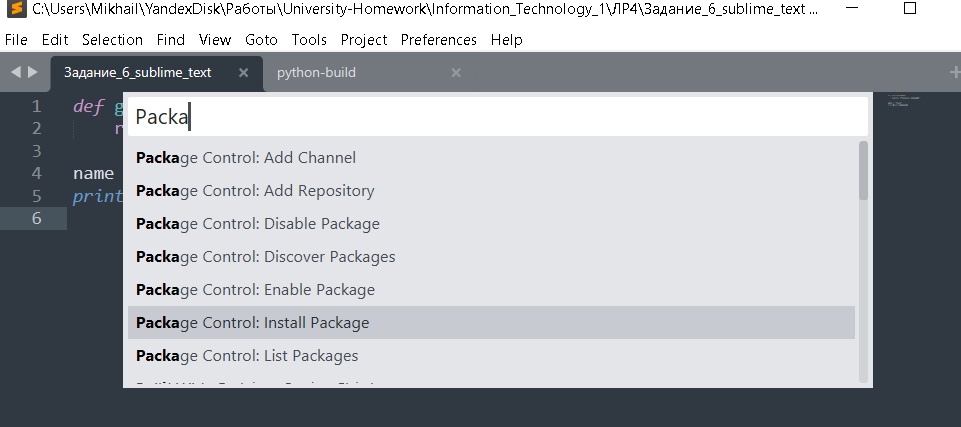 C:\Users\Mikhail\YandexDisk\Работы\University-Homework\Information_Technology_1\ЛР4\Задание_6_sublime_text ...
File Edit Selection Find View Goto Tools Project Preferences Help
Задание_6_sublime_text × python-build × +
1 def g
2 r
3
4 name
5 print
6
Packa
Package Control: Add Channel
Package Control: Add Repository
Package Control: Disable Package
Package Control: Discover Packages
Package Control: Enable Package
Package Control: Install Package
Package Control: List Packages